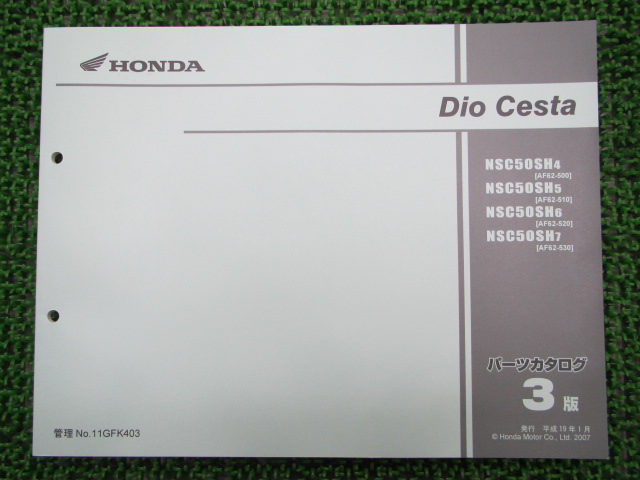 HONDA
Dio Cesta
NSC50SH4
[AF62-500]
NSC50SH5
[AF62-510]
NSC50SH6
[AF62-520]
NSC50SH7
[AF62-530]
パーツカタログ
3版
発行 平成19年1月
© Honda Motor Co., Ltd. 2007
管理 No.11GFK403